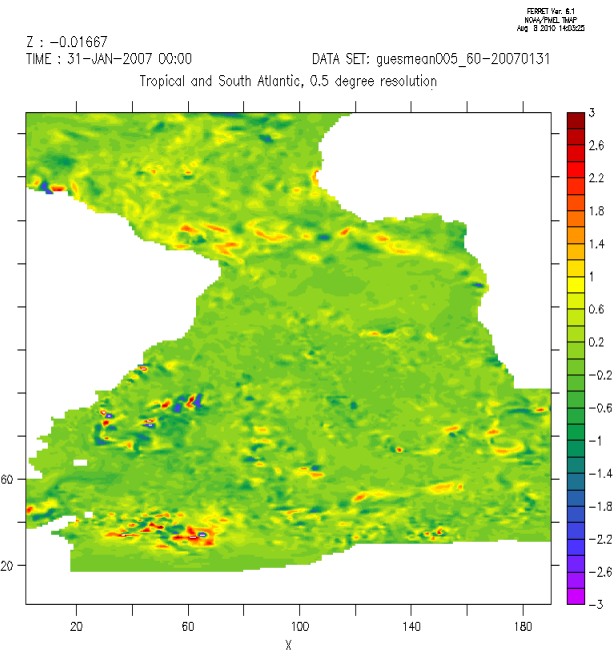 FERRET Ver. 6.1
NOAA/PMEL TMAP
Aug 3 2010 14:03:25
Z : -0.01667
TIME : 31-JAN-2007 00:00
DATA SET: guesmean005_60-20070131
Tropical and South Atlantic, 0.5 degree resolution
3
2.6
2.2
1.8
1.4
1
0.6
0.2
-0.2
-0.6
-1
-1.4
-1.8
-2.2
-2.6
-3
60
20
20
60
100
140
180
X